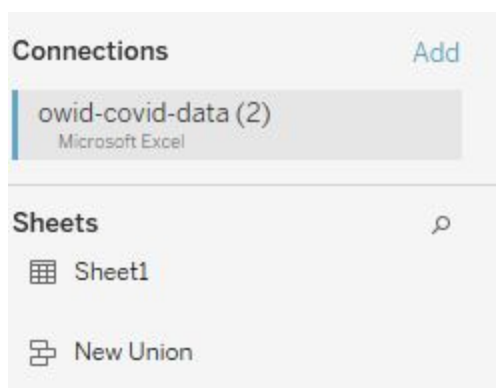 Connections Add
owid-covid-data (2)
Microsoft Excel
Sheets
Sheet1
New Union